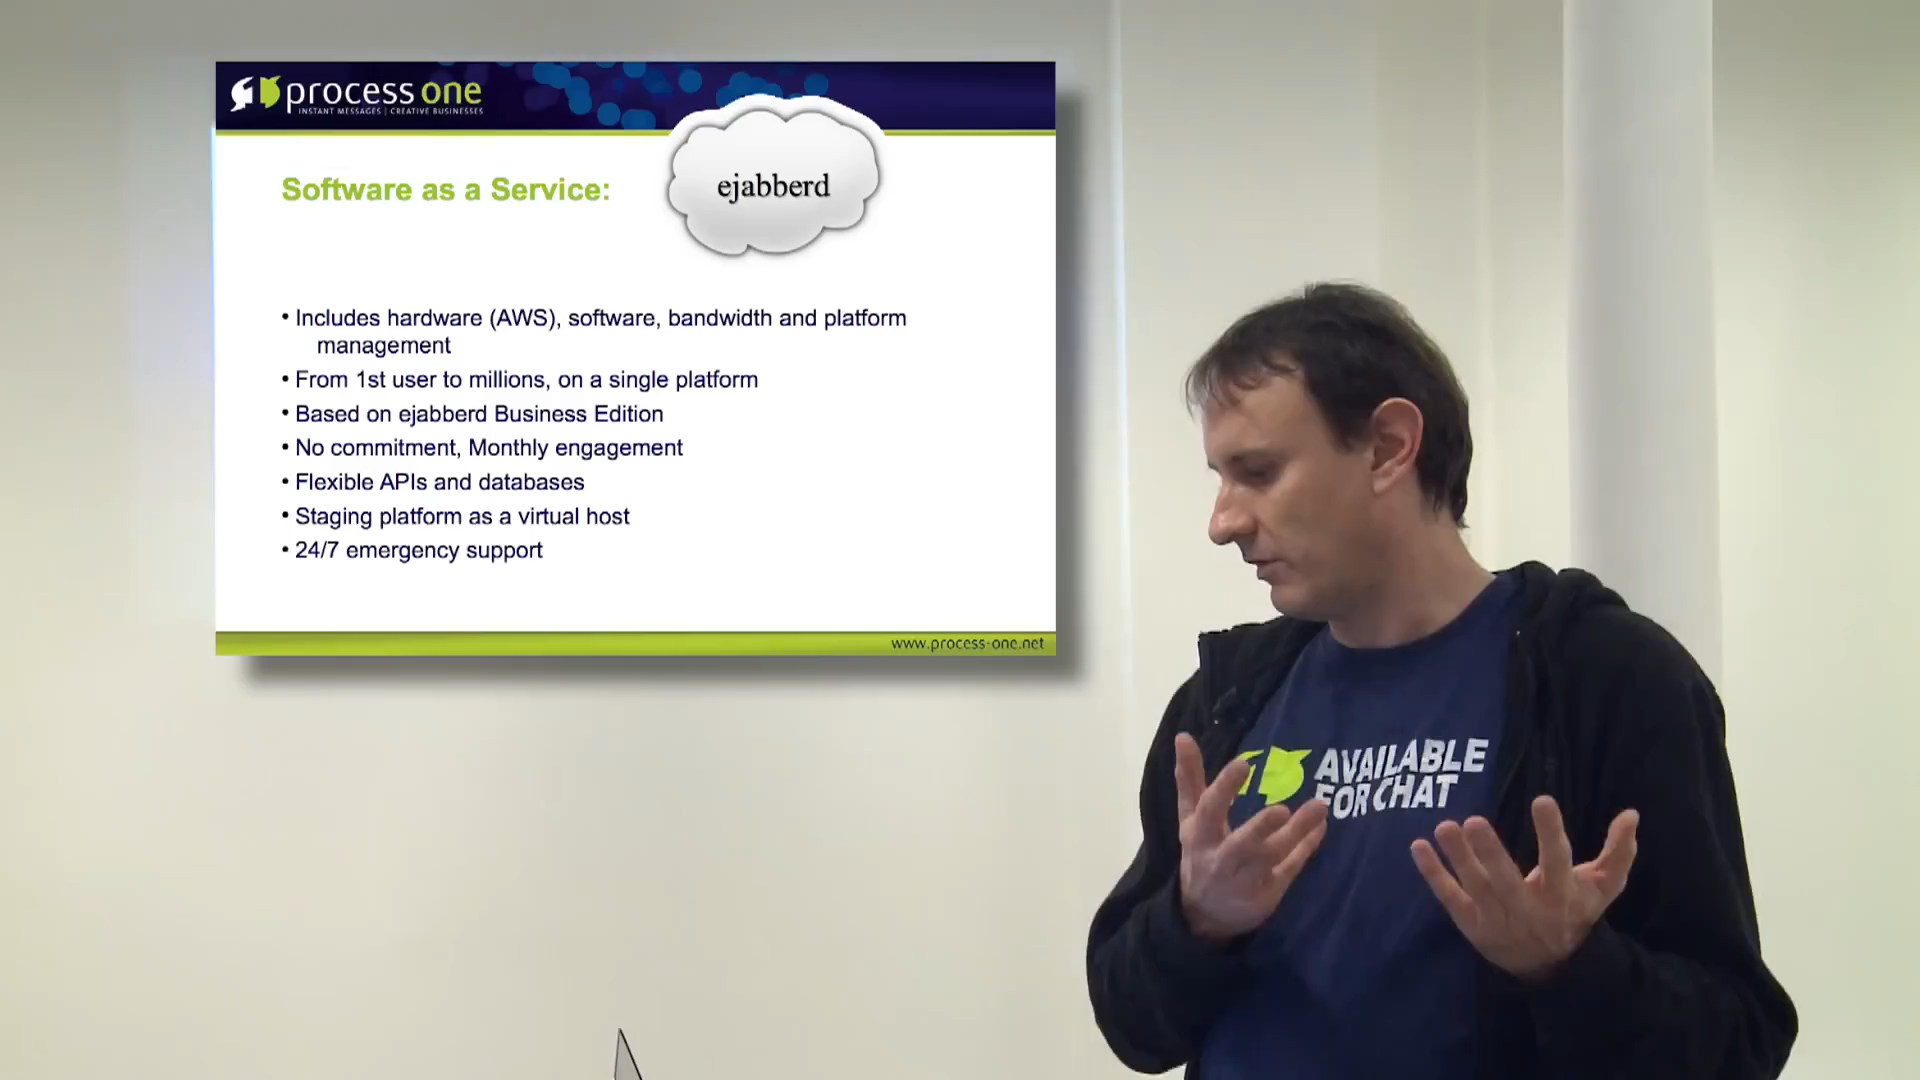 process one
INSTANT MESSAGES | CREATIVE BUSINESSES
ejabberd
Software as a Service:
• Includes hardware (AWS), software, bandwidth and platform
management
• From 1st user to millions, on a single platform
• Based on ejabberd Business Edition
• No commitment, Monthly engagement
• Flexible APIs and databases
• Staging platform as a virtual host
• 24/7 emergency support
www.process-one.net
AVAILABLE
FOR CHAT